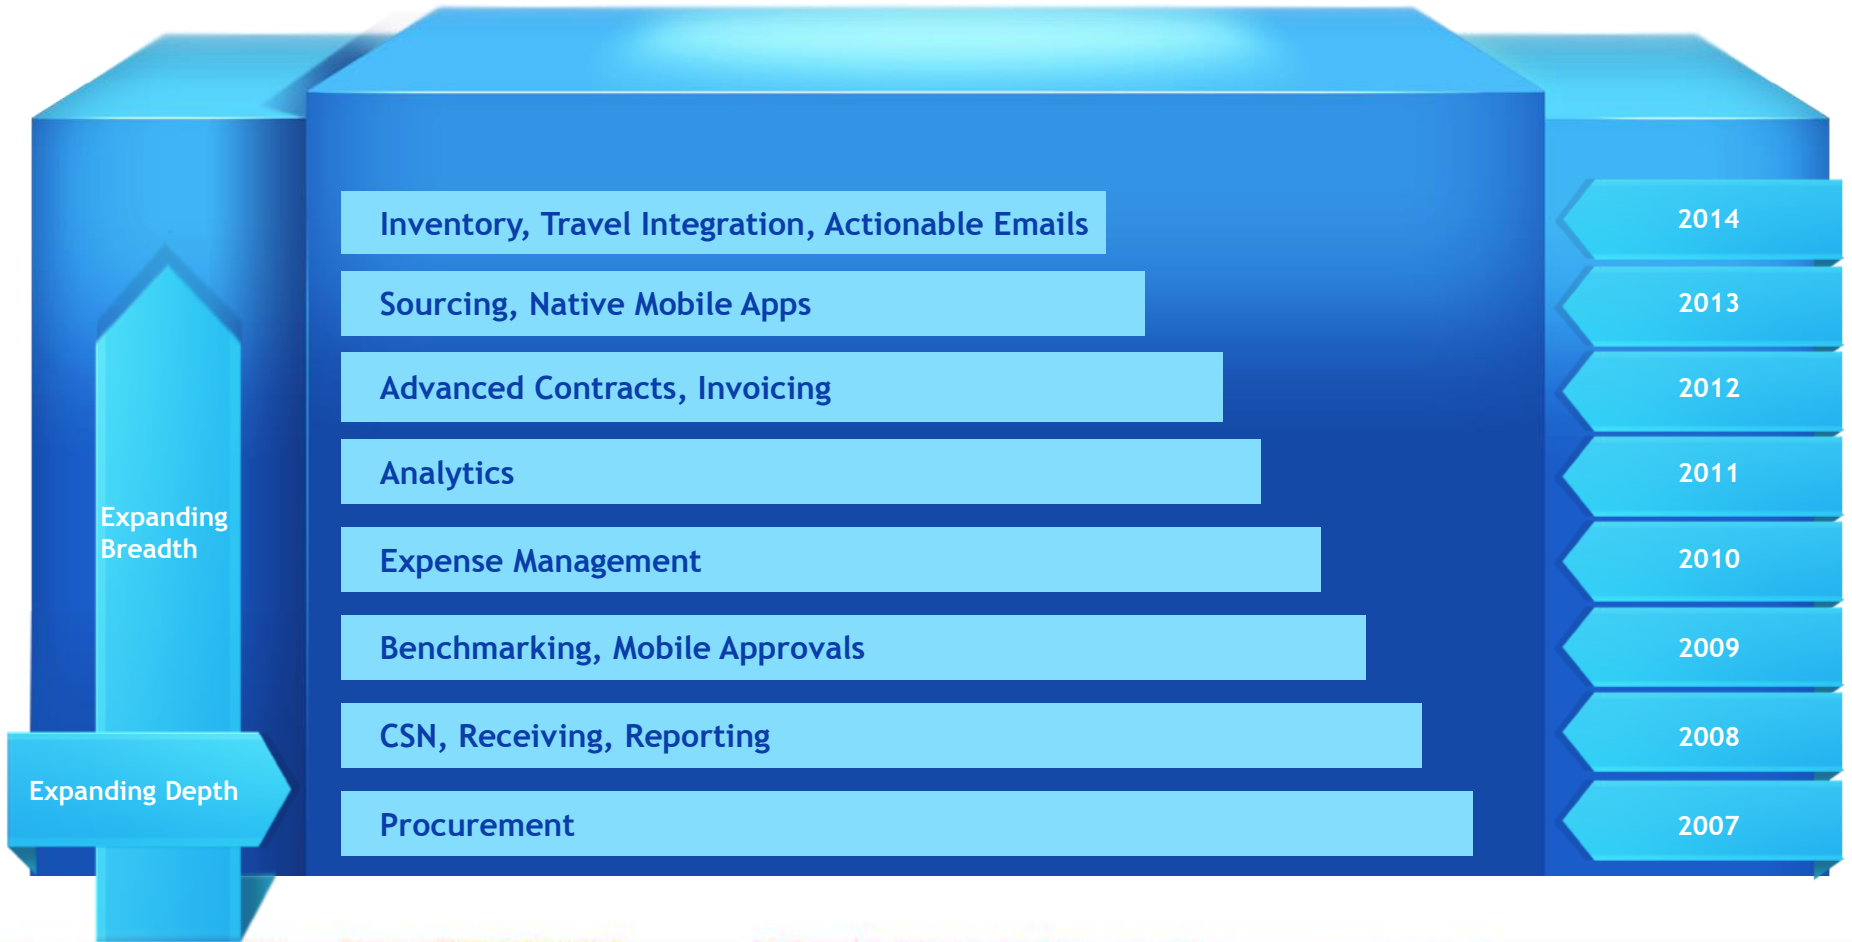 Inventory, Travel Integration, Actionable Emails
2014
Sourcing, Native Mobile Apps
2013
Advanced Contracts, Invoicing
2012
Analytics
2011
Expanding
Breadth
Expense Management
2010
Benchmarking, Mobile Approvals
2009
CSN, Receiving, Reporting
2008
Expanding Depth
Procurement
2007